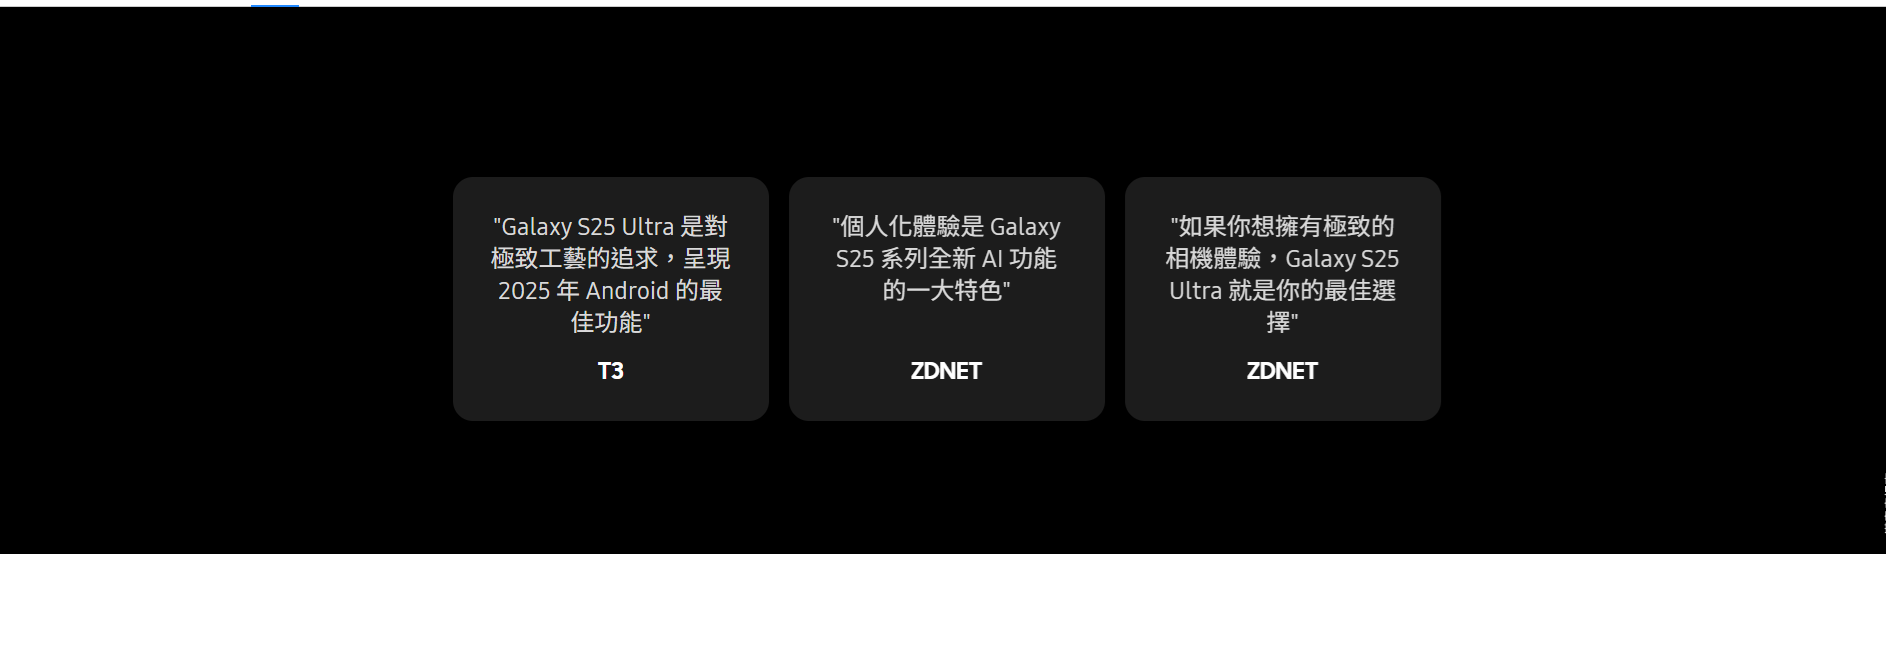 "Galaxy S25 Ultra 是對
極致工藝的追求，呈現
2025 年 Android 的最
佳功能"
T3
"個人化體驗是 Galaxy
S25 系列全新 AI 功能
的一大特色"
ZDNET
"如果你想擁有極致的
相機體驗，Galaxy S25
Ultra 就是你的最佳選
擇"
ZDNET